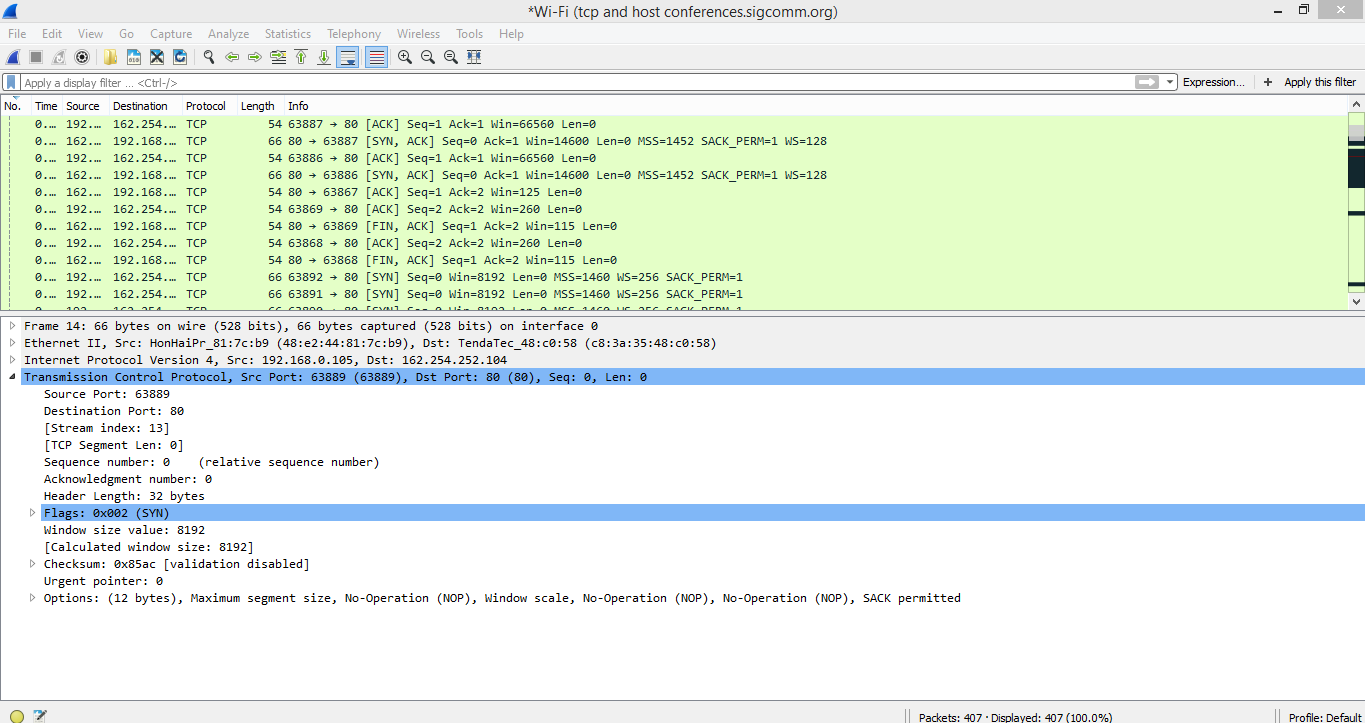 *Wi-Fi (tcp and host conferences.sigcomm.org)
File Edit View Go Capture Analyze Statistics Telephony Wireless Tools Help
Apply a display filter ... <Ctrl-/> Expression... + Apply this filter
No. Time Source Destination Protocol Length Info
0.… 192.… 162.254.… TCP 54 63887 → 80 [ACK] Seq=1 Ack=1 Win=66560 Len=0
0.… 162.… 192.168.… TCP 66 80 → 63887 [SYN, ACK] Seq=0 Ack=1 Win=14600 Len=0 MSS=1452 SACK_PERM=1 WS=128
0.… 192.… 162.254.… TCP 54 63886 → 80 [ACK] Seq=1 Ack=1 Win=66560 Len=0
0.… 162.… 192.168.… TCP 66 80 → 63886 [SYN, ACK] Seq=0 Ack=1 Win=14600 Len=0 MSS=1452 SACK_PERM=1 WS=128
0.… 162.… 192.168.… TCP 54 80 → 63867 [ACK] Seq=1 Ack=2 Win=125 Len=0
0.… 192.… 162.254.… TCP 54 63869 → 80 [ACK] Seq=2 Ack=2 Win=260 Len=0
0.… 162.… 192.168.… TCP 54 80 → 63869 [FIN, ACK] Seq=1 Ack=2 Win=115 Len=0
0.… 192.… 162.254.… TCP 54 63868 → 80 [ACK] Seq=2 Ack=2 Win=260 Len=0
0.… 162.… 192.168.… TCP 54 80 → 63868 [FIN, ACK] Seq=1 Ack=2 Win=115 Len=0
0.… 192.… 162.254.… TCP 66 63892 → 80 [SYN] Seq=0 Win=8192 Len=0 MSS=1460 WS=256 SACK_PERM=1
0.… 192.… 162.254.… TCP 66 63891 → 80 [SYN] Seq=0 Win=8192 Len=0 MSS=1460 WS=256 SACK_PERM=1
Frame 14: 66 bytes on wire (528 bits), 66 bytes captured (528 bits) on interface 0
Ethernet II, Src: HonHaiPr_81:7c:b9 (48:e2:44:81:7c:b9), Dst: TendaTec_48:c0:58 (c8:3a:35:48:c0:58)
Internet Protocol Version 4, Src: 192.168.0.105, Dst: 162.254.252.104
Transmission Control Protocol, Src Port: 63889 (63889), Dst Port: 80 (80), Seq: 0, Len: 0
Source Port: 63889
Destination Port: 80
[Stream index: 13]
[TCP Segment Len: 0]
Sequence number: 0 (relative sequence number)
Acknowledgment number: 0
Header Length: 32 bytes
Flags: 0x002 (SYN)
Window size value: 8192
[Calculated window size: 8192]
Checksum: 0x85ac [validation disabled]
Urgent pointer: 0
Options: (12 bytes), Maximum segment size, No-Operation (NOP), Window scale, No-Operation (NOP), No-Operation (NOP), SACK permitted
Packets: 407 · Displayed: 407 (100.0%) Profile: Default